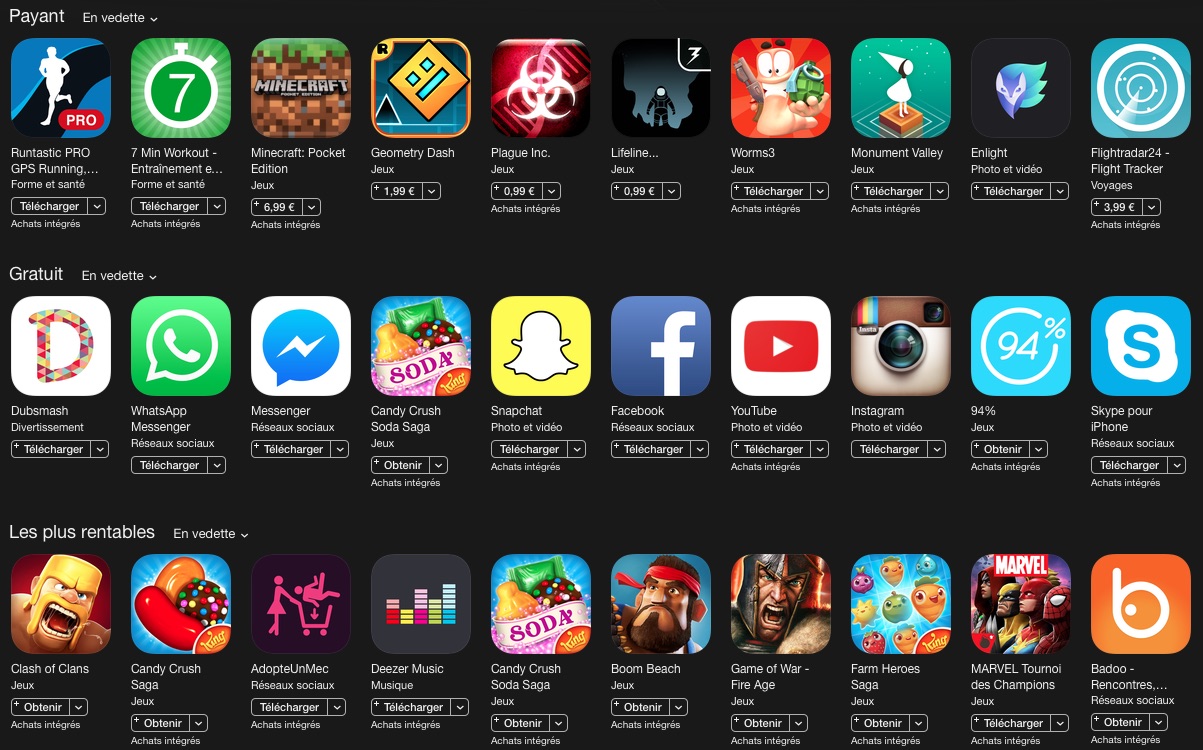 Payant En vedette
PRO
7
MINECRAFT
POCKET EDITION
R
Runtastic PRO
GPS Running,...
Forme et santé
Télécharger
Achats intégrés
7 Min Workout -
Entraînement e...
Forme et santé
Télécharger
Achats intégrés
Minecraft: Pocket
Edition
Jeux
+ 6,99 €
Achats intégrés
Geometry Dash
Jeux
+ 1,99 €
Plague Inc.
Jeux
+ 0,99 €
Achats intégrés
Lifeline...
Jeux
+ 0,99 €
Worms3
Jeux
+ Télécharger
Achats intégrés
Monument Valley
Jeux
+ Télécharger
Achats intégrés
Enlight
Photo et vidéo
+ Télécharger
Flightradar24 -
Flight Tracker
Voyages
+ 3,99 €
Achats intégrés
Gratuit En vedette
D
SODA
King
f
Insta
94%
S
Dubsmash
Divertissement
+ Télécharger
WhatsApp
Messenger
Réseaux sociaux
Télécharger
Messenger
Réseaux sociaux
+ Télécharger
Candy Crush
Soda Saga
Jeux
+ Obtenir
Achats intégrés
Snapchat
Photo et vidéo
Télécharger
Achats intégrés
Facebook
Réseaux sociaux
+ Télécharger
YouTube
Photo et vidéo
+ Télécharger
Achats intégrés
Instagram
Photo et vidéo
Télécharger
94%
Jeux
+ Obtenir
Achats intégrés
Skype pour
iPhone
Réseaux sociaux
Télécharger
Achats intégrés
Les plus rentables En vedette
King
SODA
King
King
MARVEL
b
Clash of Clans
Jeux
+ Obtenir
Achats intégrés
Candy Crush
Saga
Jeux
+ Obtenir
Achats intégrés
AdopteUnMec
Réseaux sociaux
Télécharger
Achats intégrés
Deezer Music
Musique
+ Télécharger
Achats intégrés
Candy Crush
Soda Saga
Jeux
+ Obtenir
Achats intégrés
Boom Beach
Jeux
+ Obtenir
Achats intégrés
Game of War -
Fire Age
Jeux
+ Obtenir
Achats intégrés
Farm Heroes
Saga
Jeux
+ Obtenir
Achats intégrés
MARVEL Tournoi
des Champions
Jeux
+ Télécharger
Achats intégrés
Badoo -
Rencontres,...
Réseaux sociaux
+ Obtenir
Achats intégrés